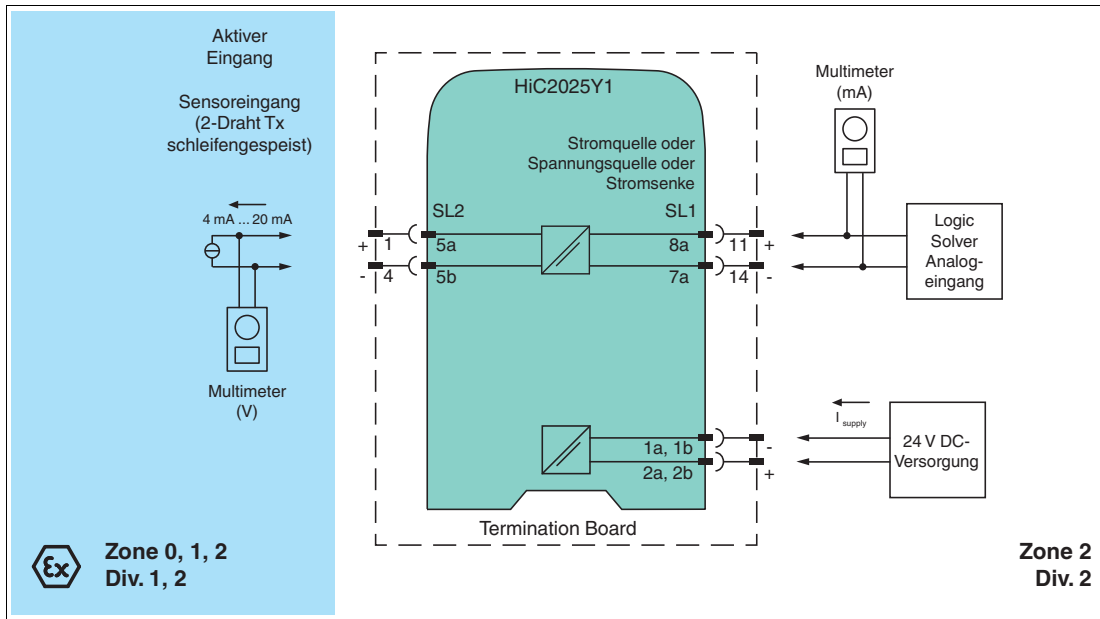 Aktiver
Eingang
Sensoreingang
(2-Draht Tx
schleifengespeist)
4 mA ... 20 mA
Multimeter
(V)
Zone 0, 1, 2
Div. 1, 2
Ex
HiC2025Y1
Stromquelle oder
Spannungsquelle oder
Stromsenke
SL2
SL1
+ 1 5a 8a 11 +
- 4 5b 7a 14 -
1a, 1b -
2a, 2b +
Termination Board
Multimeter
(mA)
Logic
Solver
Analog-
eingang
I supply
24 V DC-
Versorgung
Zone 2
Div. 2